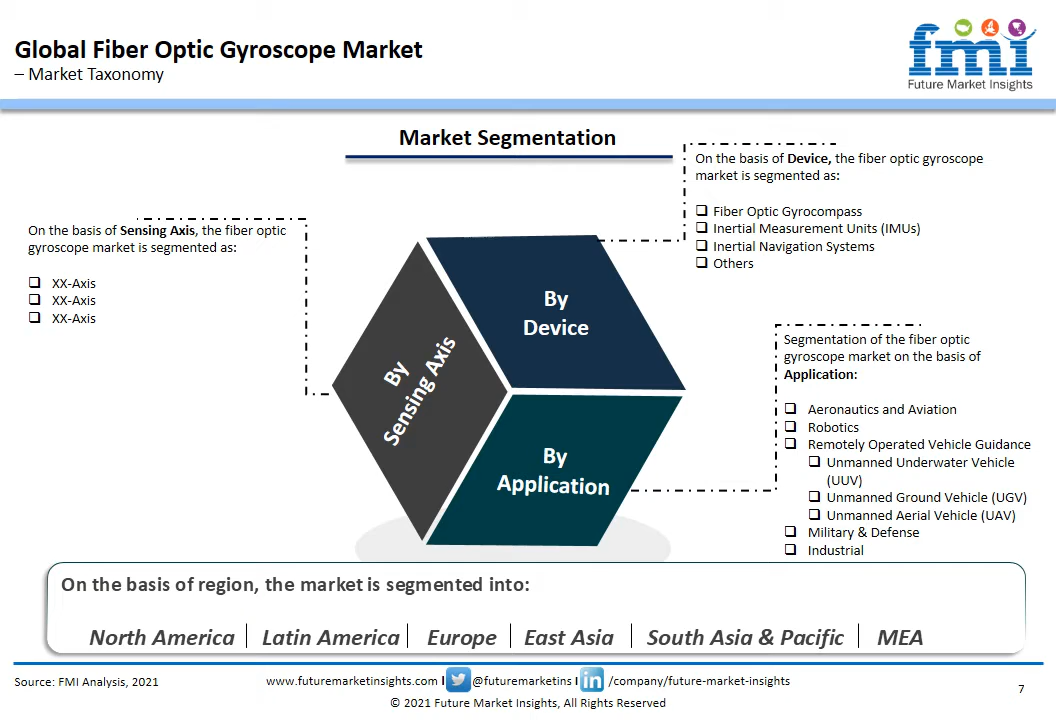 Global Fiber Optic Gyroscope Market
– Market Taxonomy
fmi
Future Market Insights
Market Segmentation
On the basis of Device, the fiber optic gyroscope
market is segmented as:
Fiber Optic Gyrocompass
Inertial Measurement Units (IMUs)
Inertial Navigation Systems
Others
On the basis of Sensing Axis, the fiber optic
gyroscope market is segmented as:
XX-Axis
XX-Axis
XX-Axis
By
Device
By
Sensing Axis
By
Application
Segmentation of the fiber optic
gyroscope market on the basis of
Application:
Aeronautics and Aviation
Robotics
Remotely Operated Vehicle Guidance
Unmanned Underwater Vehicle
(UUV)
Unmanned Ground Vehicle (UGV)
Unmanned Aerial Vehicle (UAV)
Military & Defense
Industrial
On the basis of region, the market is segmented into:
North America | Latin America | Europe | East Asia | South Asia & Pacific | MEA
Source: FMI Analysis, 2021
www.futuremarketinsights.com I @futuremarketins I in /company/future-market-insights
© 2021 Future Market Insights, All Rights Reserved
7